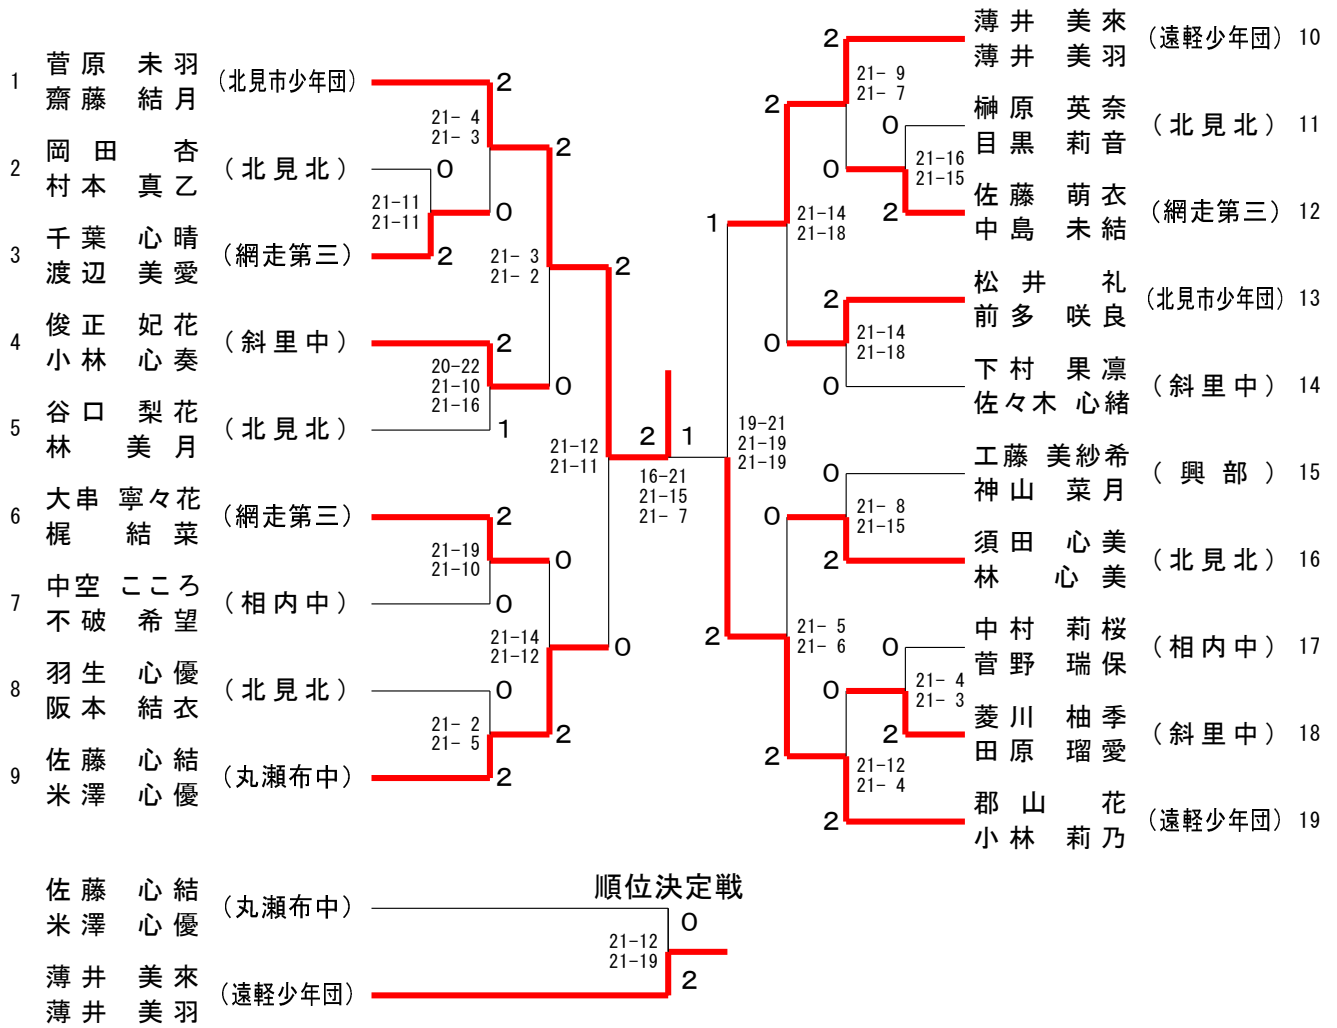 1 菅原 未羽 (北見市少年団) 2
齋藤 結月
21- 4
21- 3
2
2 岡田 杏 (北見北) 0
村本 真乙
21-11
21-11
0
3 千葉 心晴 (網走第三) 2
渡辺 美愛
21- 3
21- 2
2
4 俊正 妃花 (斜里中) 2
小林 心奏
20-22
21-10
21-16
0
5 谷口 梨花 (北見北) 1
林 美月
21-12
21-11
2 1
16-21
21-15
21- 7
6 大串 寧々花 (網走第三) 2
梶 結菜
21-19
21-10
0
7 中空 こころ (相内中) 0
不破 希望
21-14
21-12
0
8 羽生 心優 (北見北) 0
阪本 結衣
21- 2
21- 5
2
9 佐藤 心結 (丸瀬布中) 2
米澤 心優
2 薄井 美來 (遠軽少年団) 10
薄井 美羽
21- 9
21- 7
2
0 榊原 英奈 (北見北) 11
目黒 莉音
21-16
21-15
0
2 佐藤 萌衣 (網走第三) 12
中島 未結
21-14
21-18
1
2 松井 礼 (北見市少年団) 13
前多 咲良
21-14
21-18
0
0 下村 果凛 (斜里中) 14
佐々木 心緒
19-21
21-19
21-19
0 工藤 美紗希 (興部) 15
神山 菜月
21- 8
21-15
0
2 須田 心美 (北見北) 16
林 心美
21- 5
21- 6
2
0 中村 莉桜 (相内中) 17
菅野 瑞保
21- 4
21- 3
0
2 菱川 柚季 (斜里中) 18
田原 瑠愛
21-12
21- 4
2
2 郡山 花 (遠軽少年団) 19
小林 莉乃
順位決定戦
佐藤 心結 (丸瀬布中) 0
米澤 心優
21-12
21-19
薄井 美來 (遠軽少年団) 2
薄井 美羽